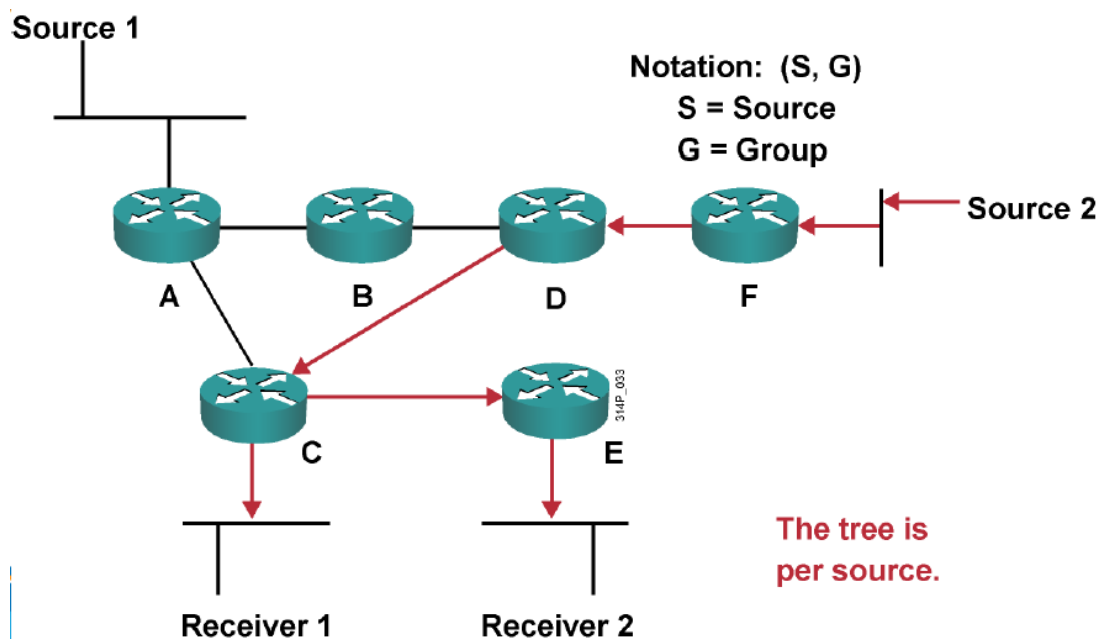 Source 1
Notation: (S, G)
S = Source
G = Group
Source 2
A
B
D
F
314P_033
C
E
The tree is
per source.
Receiver 1
Receiver 2